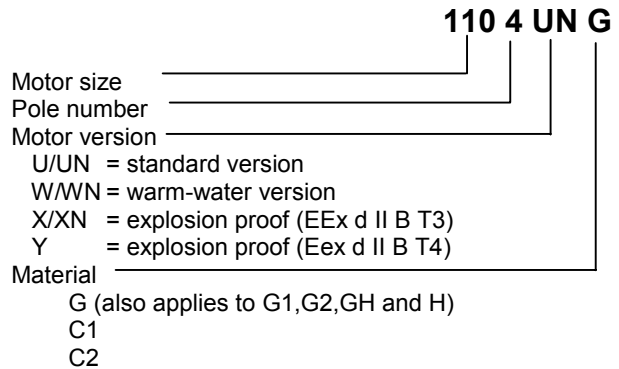 110 4 UN G
Motor size
Pole number
Motor version
U/UN = standard version
W/WN = warm-water version
X/XN = explosion proof (EEx d II B T3)
Y = explosion proof (Eex d II B T4)
Material
G (also applies to G1,G2,GH and H)
C1
C2